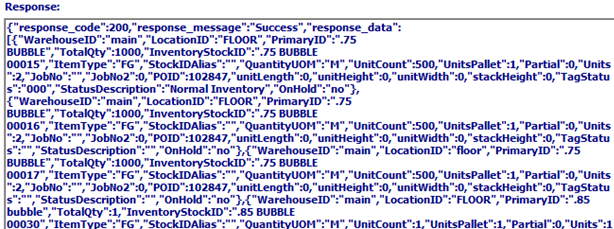 Response:
{"response_code":200,"response_message":"Success","response_data":
[{"WarehouseID":"main","LocationID":"FLOOR","PrimaryID":".75
BUBBLE","TotalQty":1000,"InventoryStockID":".75 BUBBLE
00015","ItemType":"FG","StockIDAlias":"","QuantityUOM":"M","UnitCount":500,"UnitsPallet":1,"Partial":0,"Units
":2,"JobNo":"","JobNo2":0,"POID":102847,"unitLength":0,"unitHeight":0,"unitWidth":0,"stackHeight":0,"TagStatu
s":"000","StatusDescription":"Normal Inventory","OnHold":"no"},
{"WarehouseID":"main","LocationID":"FLOOR","PrimaryID":".75
BUBBLE","TotalQty":1000,"InventoryStockID":".75 BUBBLE
00016","ItemType":"FG","StockIDAlias":"","QuantityUOM":"M","UnitCount":500,"UnitsPallet":1,"Partial":0,"Units
":2,"JobNo":"","JobNo2":0,"POID":102847,"unitLength":0,"unitHeight":0,"unitWidth":0,"stackHeight":0,"TagStatu
s":"","StatusDescription":"","OnHold":"no"},{"WarehouseID":"main","LocationID":"floor","PrimaryID":".75
BUBBLE","TotalQty":1000,"InventoryStockID":".75 BUBBLE
00017","ItemType":"FG","StockIDAlias":"","QuantityUOM":"M","UnitCount":500,"UnitsPallet":1,"Partial":0,"Units
":2,"JobNo":"","JobNo2":0,"POID":102847,"unitLength":0,"unitHeight":0,"unitWidth":0,"stackHeight":0,"TagStatu
s":"","StatusDescription":"","OnHold":"no"},{"WarehouseID":"main","LocationID":"FLOOR","PrimaryID":".85
bubble","TotalQty":1,"InventoryStockID":".85 BUBBLE
00030","ItemType":"FG","StockIDAlias":"","QuantityUOM":"M","UnitCount":1,"UnitsPallet":1,"Partial":0,"Units":1